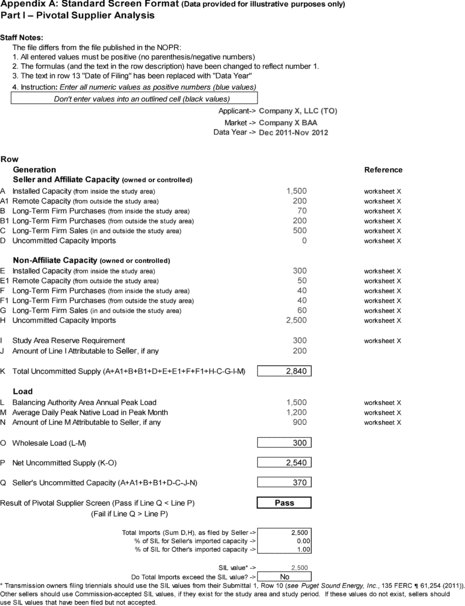 Appendix A: Standard Screen Format (Data provided for illustrative purposes only)
Part I – Pivotal Supplier Analysis
Staff Notes:
The file differs from the file published in the NOPR:
1. All entered values must be positive (no parenthesis/negative numbers)
2. The formulas (and the text in the row description) have been changed to reflect number 1.
3. The text in row 13 "Date of Filing" has been replaced with "Data Year"
4. Instruction: Enter all numeric values as positive numbers (blue values)
Don't enter values into an outlined cell (black values)
Applicant-> Company X, LLC (TO)
Market -> Company X BAA
Data Year -> Dec 2011-Nov 2012
Row
Generation Reference
Seller and Affiliate Capacity (owned or controlled)
A Installed Capacity (from inside the study area) 1,500 worksheet X
A1 Remote Capacity (from outside the study area) 200 worksheet X
B Long-Term Firm Purchases (from inside the study area) 70 worksheet X
B1 Long-Term Firm Purchases (from outside the study area) 200 worksheet X
C Long-Term Firm Sales (in and outside the study area) 500 worksheet X
D Uncommitted Capacity Imports 0 worksheet X
Non-Affiliate Capacity (owned or controlled)
E Installed Capacity (from inside the study area) 300 worksheet X
E1 Remote Capacity (from outside the study area) 50 worksheet X
F Long-Term Firm Purchases (from inside the study area) 40 worksheet X
F1 Long-Term Firm Purchases (from outside the study area) 40 worksheet X
G Long-Term Firm Sales (in and outside the study area) 60 worksheet X
H Uncommitted Capacity Imports 2,500 worksheet X
I Study Area Reserve Requirement 300 worksheet X
J Amount of Line I Attributable to Seller, if any 200
K Total Uncommitted Supply (A+A1+B+B1+D+E+E1+F+F1+H-C-G-I-M) 2,840
Load
L Balancing Authority Area Annual Peak Load 1,500 worksheet X
M Average Daily Peak Native Load in Peak Month 1,200 worksheet X
N Amount of Line M Attributable to Seller, if any 900 worksheet X
O Wholesale Load (L-M) 300
P Net Uncommitted Supply (K-O) 2,540
Q Seller's Uncommitted Capacity (A+A1+B+B1+D-C-J-N) 370
Result of Pivotal Supplier Screen (Pass if Line Q < Line P) Pass
(Fail if Line Q > Line P)
Total Imports (Sum D,H), as filed by Seller -> 2,500
% of SIL for Seller's imported capacity -> 0.00
% of SIL for Other's imported capacity -> 1.00
SIL value* -> 2,500
Do Total Imports exceed the SIL value? -> No
* Transmission owners filing triennials should use the SIL values from their Submittal 1, Row 10 (see Puget Sound Energy, Inc., 135 FERC ¶ 61,254 (2011)).
Other sellers should use Commission-accepted SIL values, if they exist for the study area and study period. If these values do not exist, sellers should
use SIL values that have been filed but not accepted.